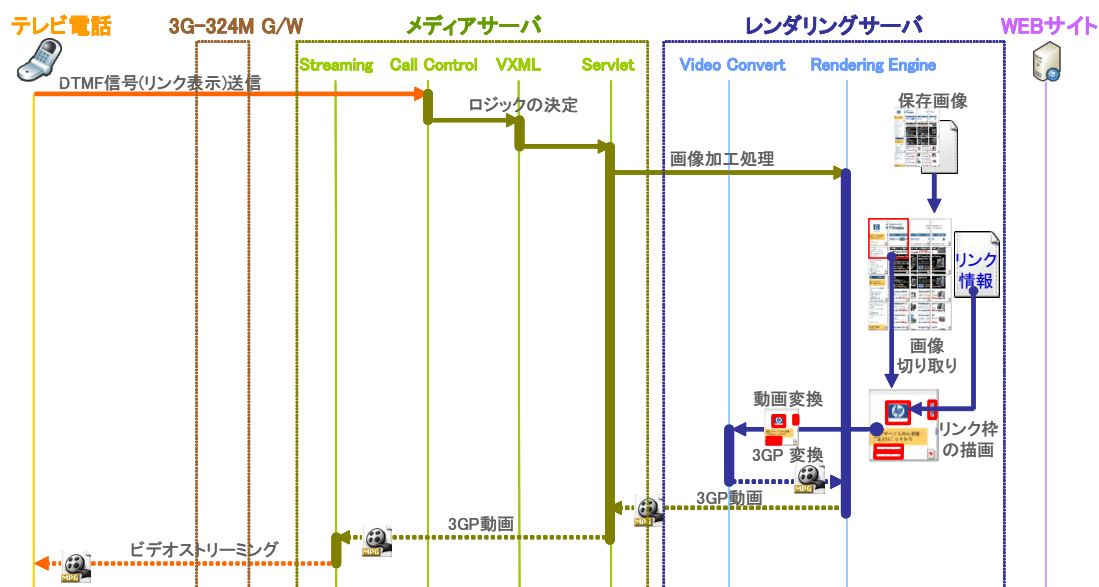 テレビ電話
3G-324M G/W
メディアサーバ
レンダリングサーバ
WEBサイト
Streaming
Call Control
VXML
Servlet
Video Convert
Rendering Engine
DTMF信号(リンク表示)送信
ロジックの決定
保存画像
画像加工処理
リンク
情報
画像
切り取り
動画変換
リンク枠
の描画
3GP 変換
MPG
3GP動画
MPG
3GP動画
MPG
ビデオストリーミング
MPG